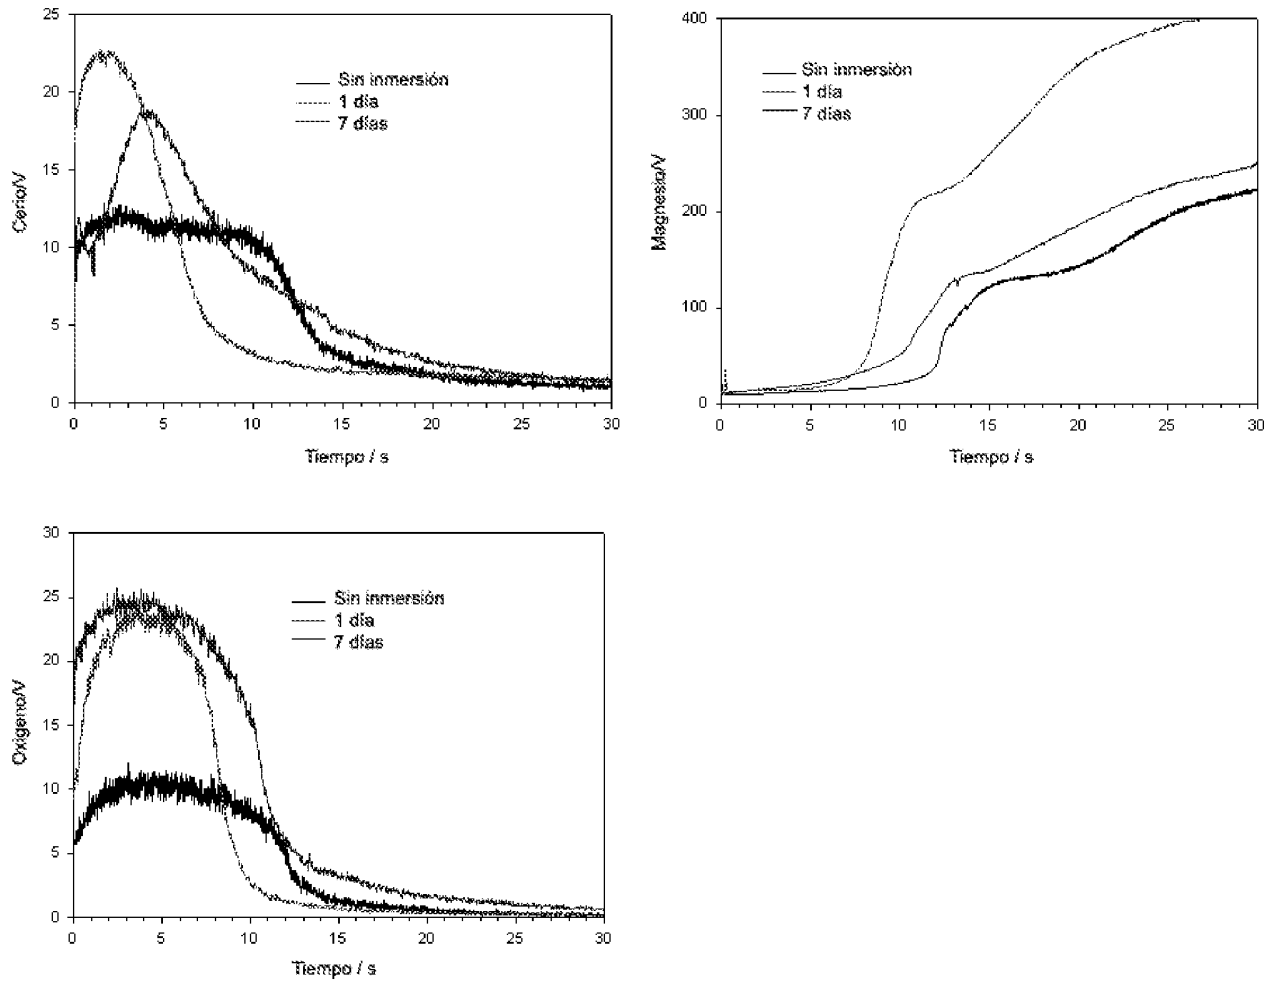 25
20
15
10
5
0
Cerio/V
Sin inmersión
1 día
7 días
0 5 10 15 20 25 30
Tiempo / s
400
300
200
100
0
Magnesio/V
Sin inmersión
1 día
7 días
0 5 10 15 20 25 30
Tiempo / s
30
25
20
15
10
5
0
Oxígeno/V
Sin inmersión
1 día
7 días
0 5 10 15 20 25 30
Tiempo / s